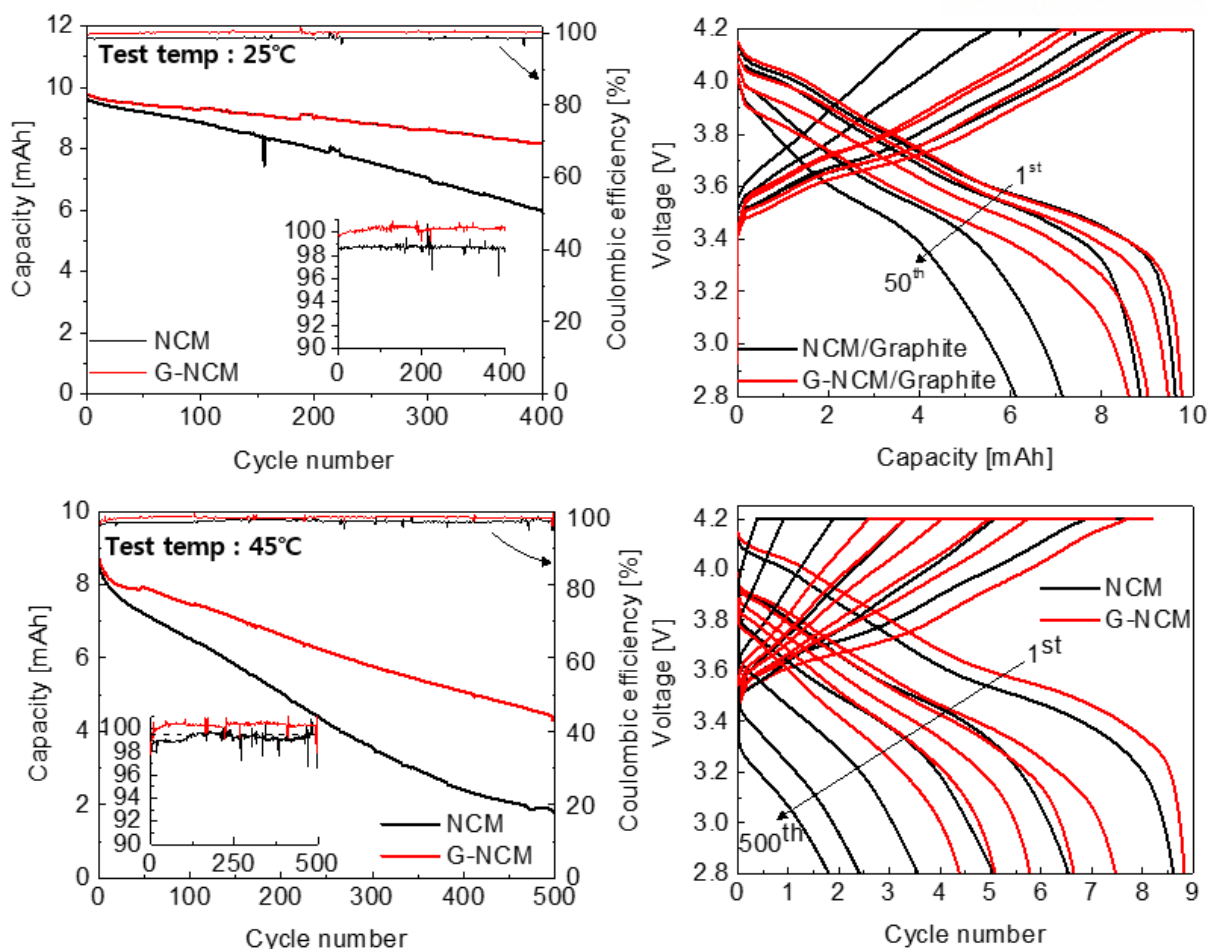 12
10
8
6
4
2
0
Capacity [mAh]
Test temp : 25℃
100
80
60
40
20
0
Coulombic efficiency [%]
NCM
G-NCM
100
98
96
94
92
90
0
200
400
0 100 200 300 400
Cycle number
4.2
4.0
3.8
3.6
3.4
3.2
3.0
2.8
Voltage [V]
1st
50th
NCM/Graphite
G-NCM/Graphite
0 2 4 6 8 10
Capacity [mAh]
10
8
6
4
2
0
Capacity [mAh]
Test temp : 45℃
100
80
60
40
20
0
Coulombic efficiency [%]
100
98
96
94
92
90
0 250 500
NCM
G-NCM
0 100 200 300 400 500
Cycle number
4.2
4.0
3.8
3.6
3.4
3.2
3.0
2.8
Voltage [V]
NCM
G-NCM
1st
500th
0 1 2 3 4 5 6 7 8 9
Cycle number